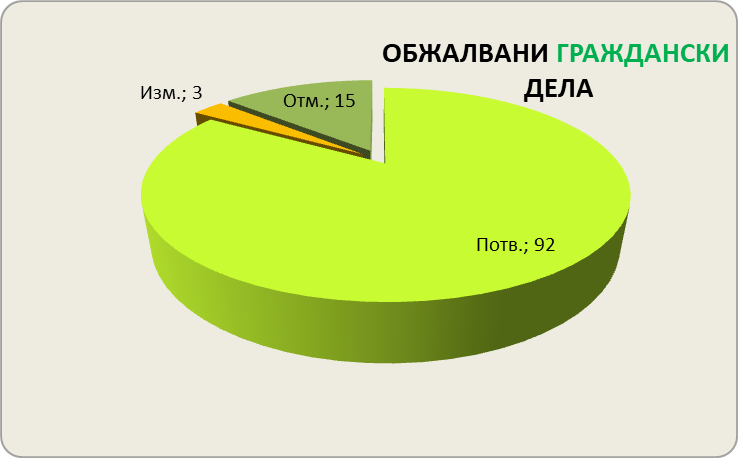 ОБЖАЛВАНИ ГРАЖДАНСКИ
ДЕЛА
Изм.; 3
Отм.; 15
Потв.; 92